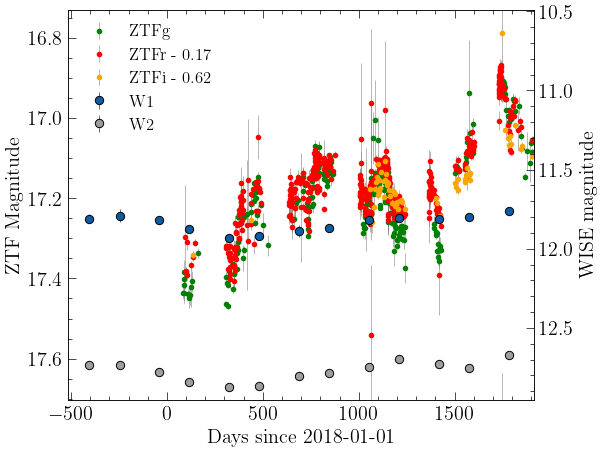 ZTFg
ZTFr - 0.17
ZTFi - 0.62
W1
W2
16.8
17.0
17.2
17.4
17.6
ZTF Magnitude
10.5
11.0
11.5
12.0
12.5
WISE magnitude
−500
0
500
1000
1500
Days since 2018-01-01